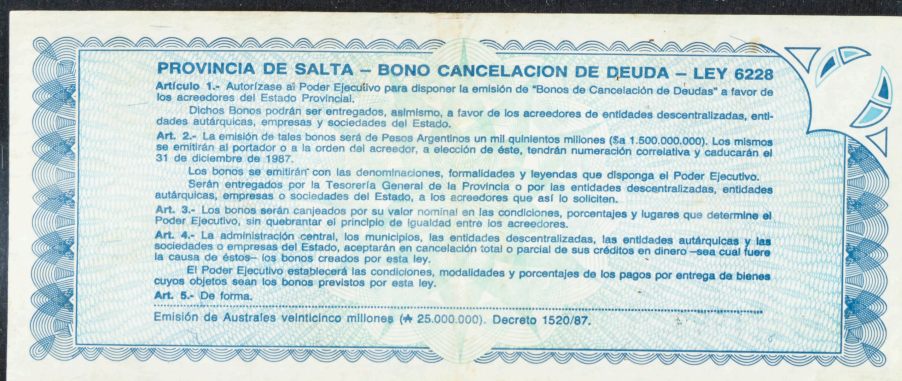 PROVINCIA DE SALTA – BONO CANCELACION DE DEUDA – LEY 6228
Artículo 1.- Autorízase al Poder Ejecutivo para disponer la emisión de "Bonos de Cancelación de Deudas" a favor de
los acreedores del Estado Provincial.
Dichos Bonos podrán ser entregados, asimismo, a favor de los acreedores de entidades descentralizadas, enti-
dades autárquicas, empresas y sociedades del Estado.
Art. 2.- La emisión de tales bonos será de Pesos Argentinos un mil quinientos millones ($a 1.500.000.000). Los mismos
se emitirán al portador o a la orden del acreedor, a elección de éste, tendrán numeración correlativa y caducarán el
31 de diciembre de 1987.
Los bonos se emitirán con las denominaciones, formalidades y leyendas que disponga el Poder Ejecutivo.
Serán entregados por la Tesorería General de la Provincia o por las entidades descentralizadas, entidades
autárquicas, empresas o sociedades del Estado, a los acreedores que así lo soliciten.
Art. 3.- Los bonos serán canjeados por su valor nominal en las condiciones, porcentajes y lugares que determine el
Poder Ejecutivo, sin quebrantar el principio de igualdad entre los acreedores.
Art. 4.- La administración central, los municipios, las entidades descentralizadas, las entidades autárquicas y las
sociedades o empresas del Estado, aceptarán en cancelación total o parcial de sus créditos en dinero –sea cual fuere
la causa de éstos– los bonos creados por esta ley.
El Poder Ejecutivo establecerá las condiciones, modalidades y porcentajes de los pagos por entrega de bienes
cuyos objetos sean los bonos previstos por esta ley.
Art. 5.- De forma.
Emisión de Australes veinticinco millones (₳ 25.000.000). Decreto 1520/87.